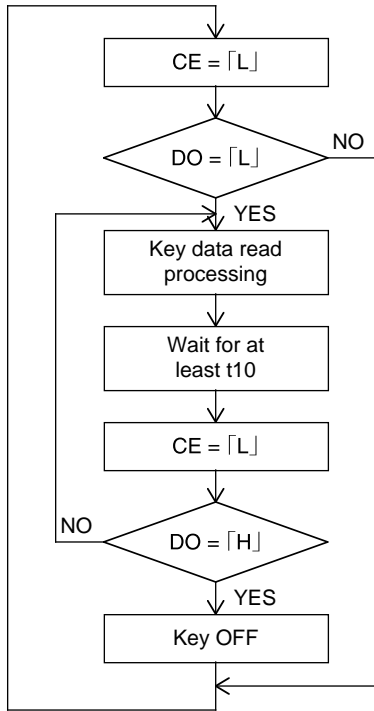 CE = ｢L｣
DO = ｢L｣
NO
YES
Key data read
processing
Wait for at
least t10
CE = ｢L｣
NO
DO = ｢H｣
YES
Key OFF